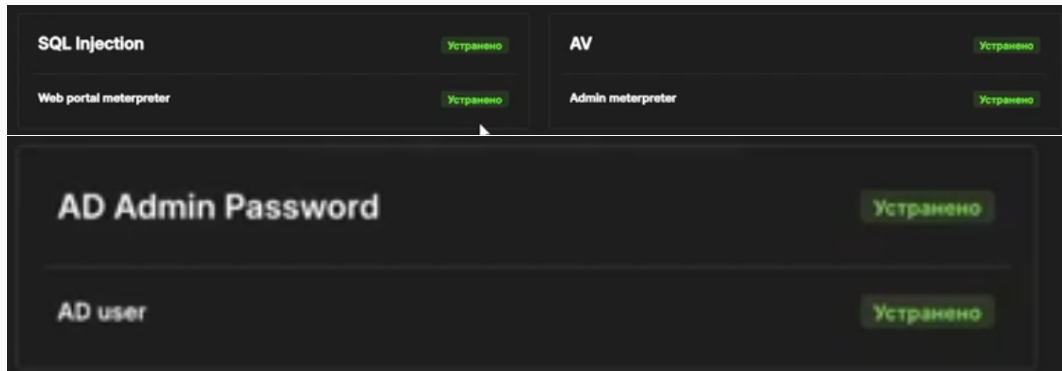 SQL Injection Устранено
Web portal meterpreter Устранено
AV Устранено
Admin meterpreter Устранено
AD Admin Password Устранено
AD user Устранено